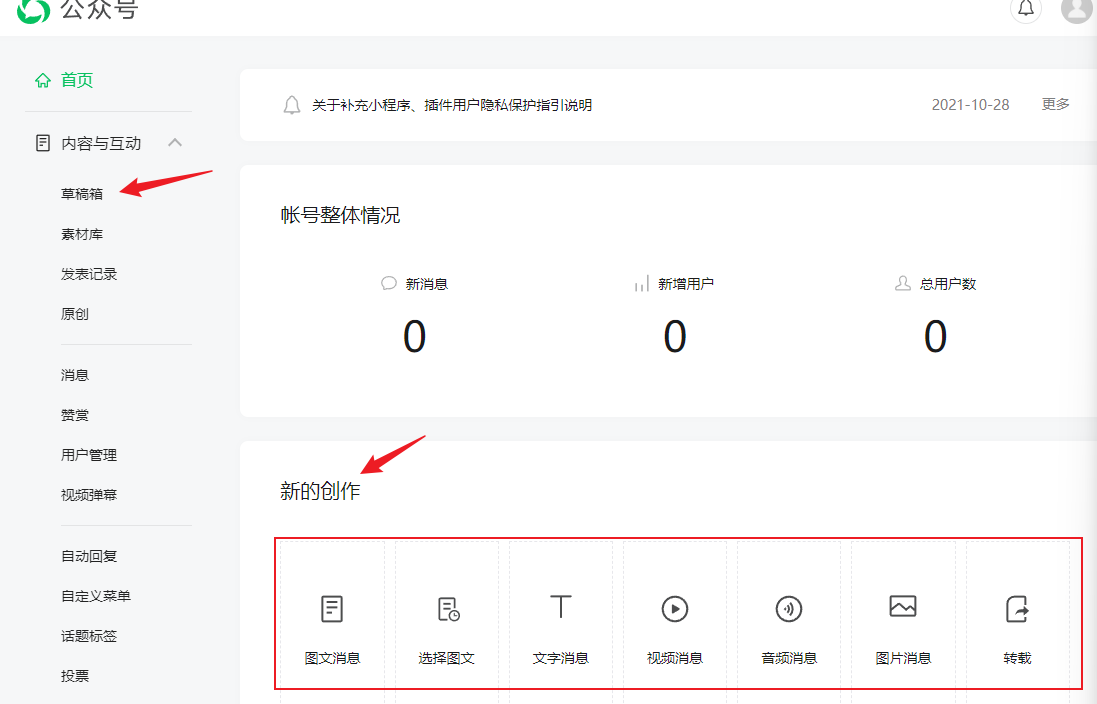 公众号
首页
内容与互动
草稿箱
素材库
发表记录
原创
消息
赞赏
用户管理
视频弹幕
自动回复
自定义菜单
话题标签
投票
关于补充小程序、插件用户隐私保护指引说明 2021-10-28 更多
帐号整体情况
新消息 新增用户 总用户数
0 0 0
新的创作
图文消息 选择图文 文字消息 视频消息 音频消息 图片消息 转载